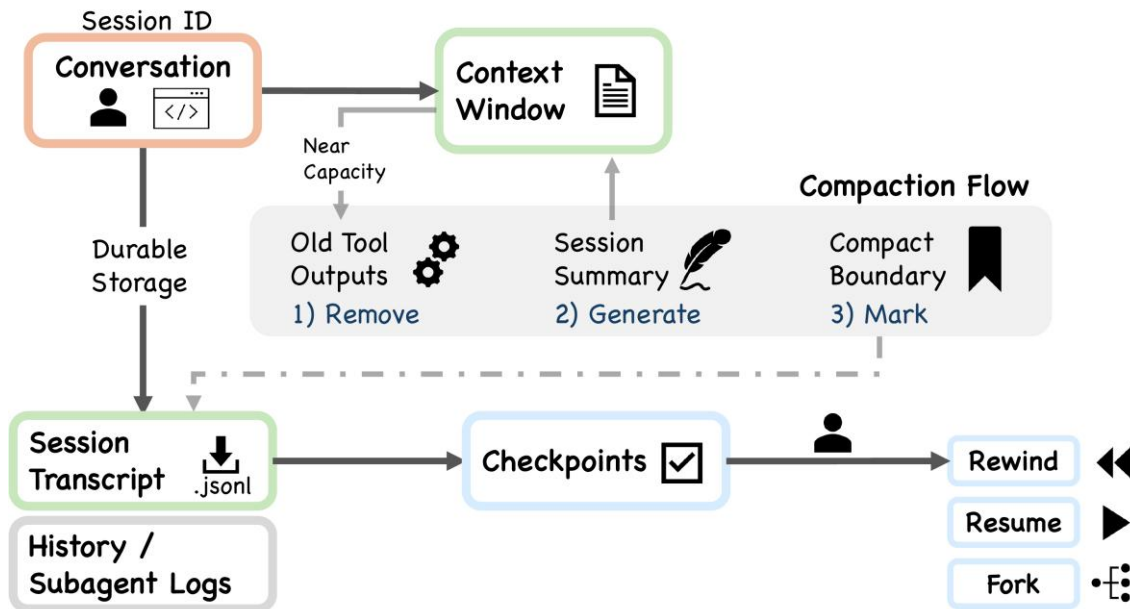 Session ID
Conversation
</>
Context
Window
Near
Capacity
Compaction Flow
Durable
Storage
Old Tool
Outputs
1) Remove
Session
Summary
2) Generate
Compact
Boundary
3) Mark
Session
Transcript
.jsonl
Checkpoints
Rewind
Resume
Fork
History /
Subagent Logs